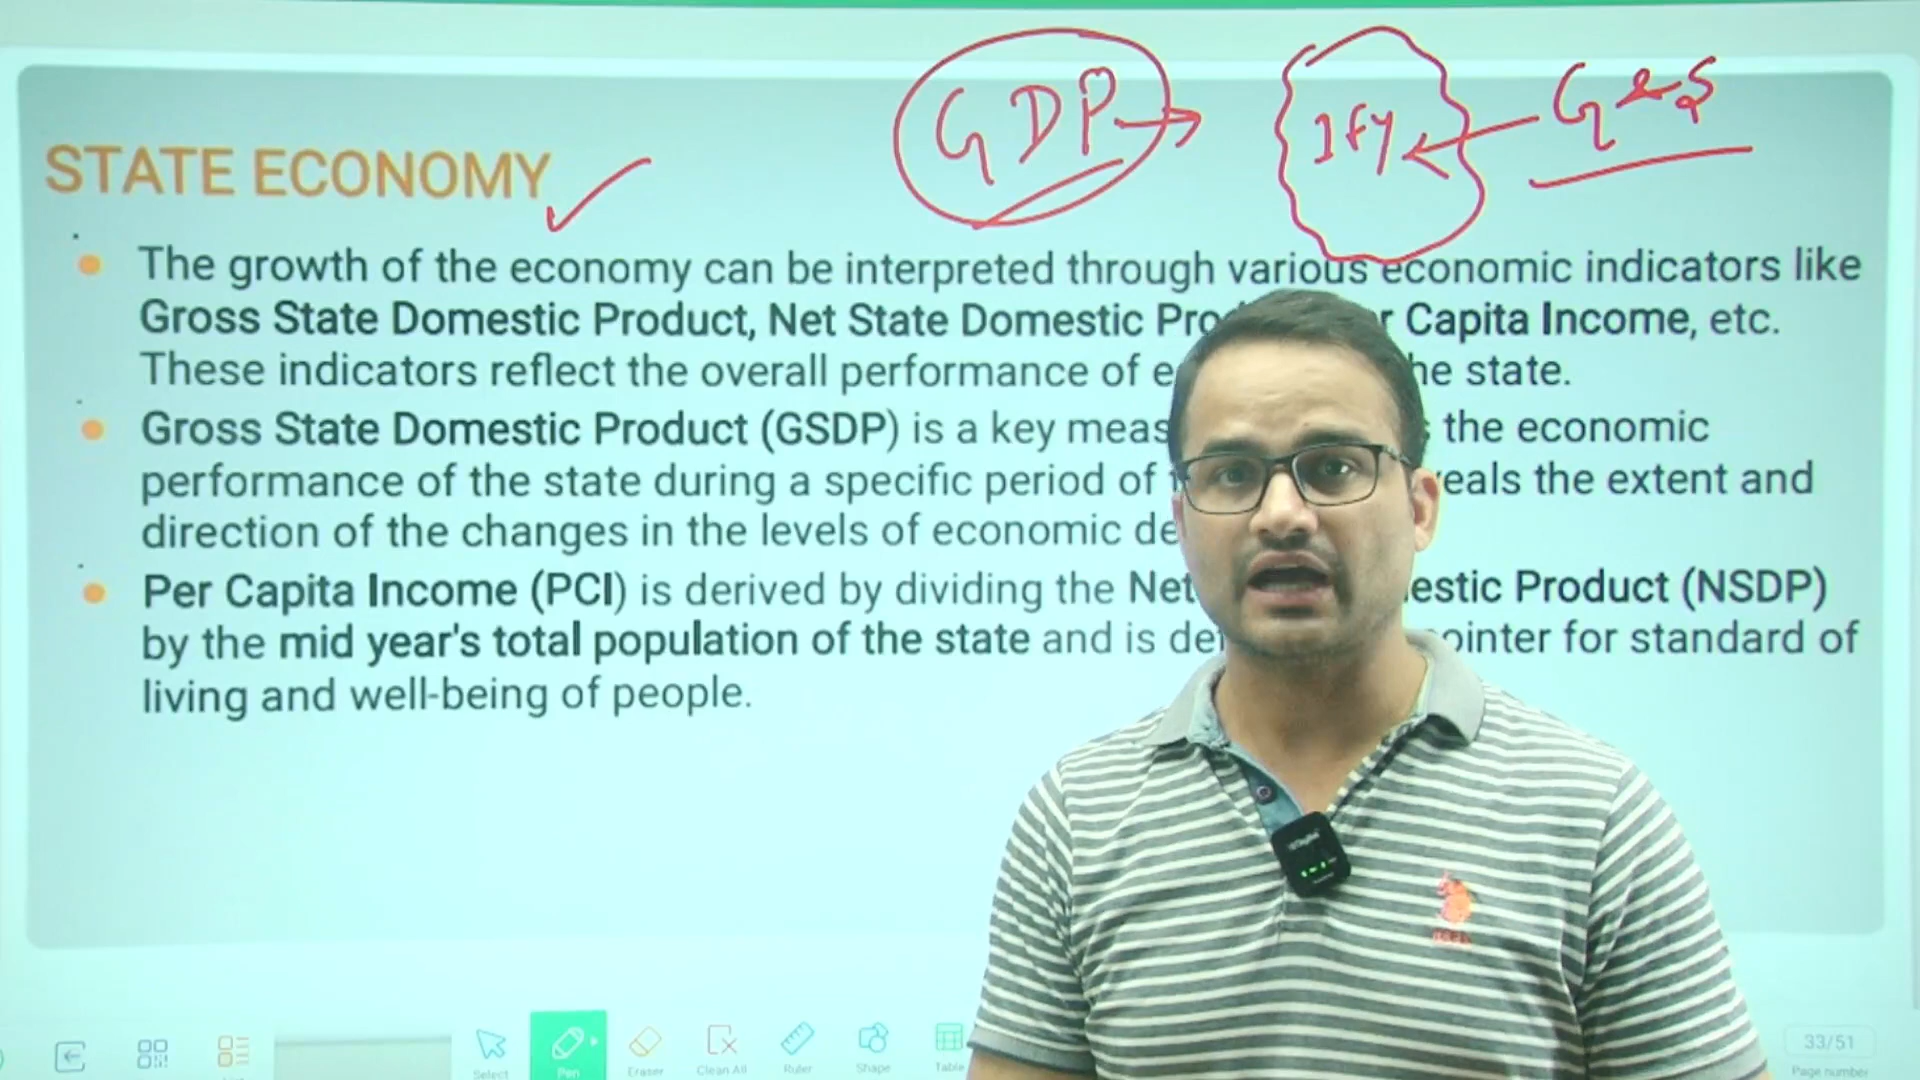 GDP → 1fy ← G & S
STATE ECONOMY
The growth of the economy can be interpreted through various economic indicators like
Gross State Domestic Product, Net State Domestic Pro r Capita Income, etc.
These indicators reflect the overall performance of e he state.
Gross State Domestic Product (GSDP) is a key meas s the economic
performance of the state during a specific period of eals the extent and
direction of the changes in the levels of economic de
Per Capita Income (PCI) is derived by dividing the Net estic Product (NSDP)
by the mid year's total population of the state and is de ointer for standard of
living and well-being of people.
Select Pen Eraser Clean All Ruler Shape Table
33/51
Page number